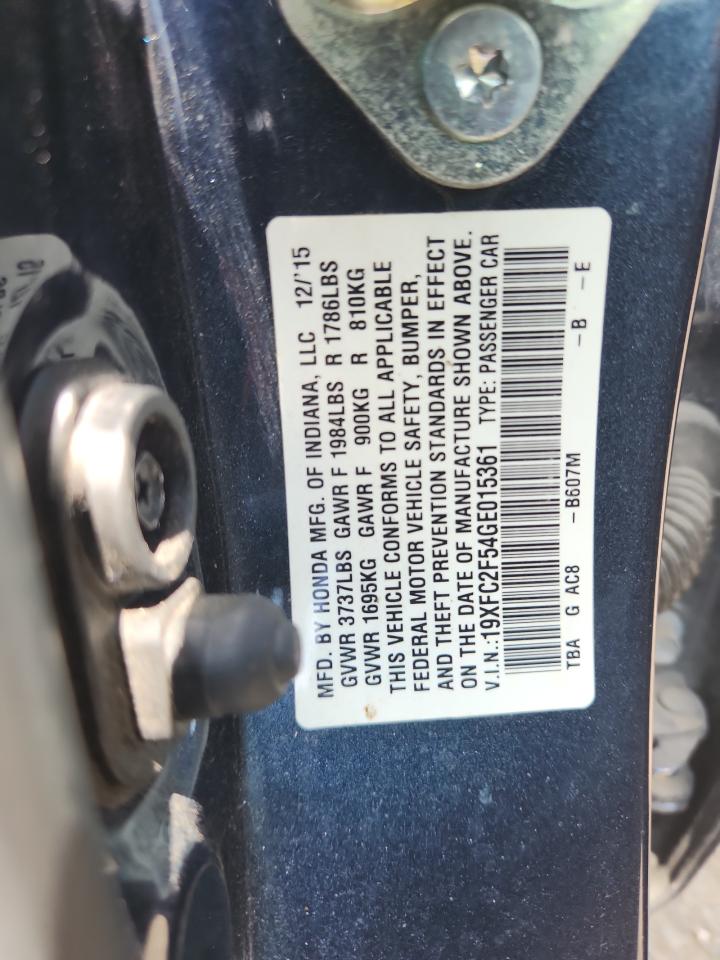 MFD. BY HONDA MFG. OF INDIANA, LLC 12/'15
GVWR 3737LBS GAWR F 1984LBS R 1786LBS
GVWR 1695KG GAWR F 900KG R 810KG
THIS VEHICLE CONFORMS TO ALL APPLICABLE
FEDERAL MOTOR VEHICLE SAFETY, BUMPER,
AND THEFT PREVENTION STANDARDS IN EFFECT
ON THE DATE OF MANUFACTURE SHOWN ABOVE.
V.I.N.:19XFC2F54GE015361 TYPE: PASSENGER CAR
TBA G AC8 -B607M -B -E